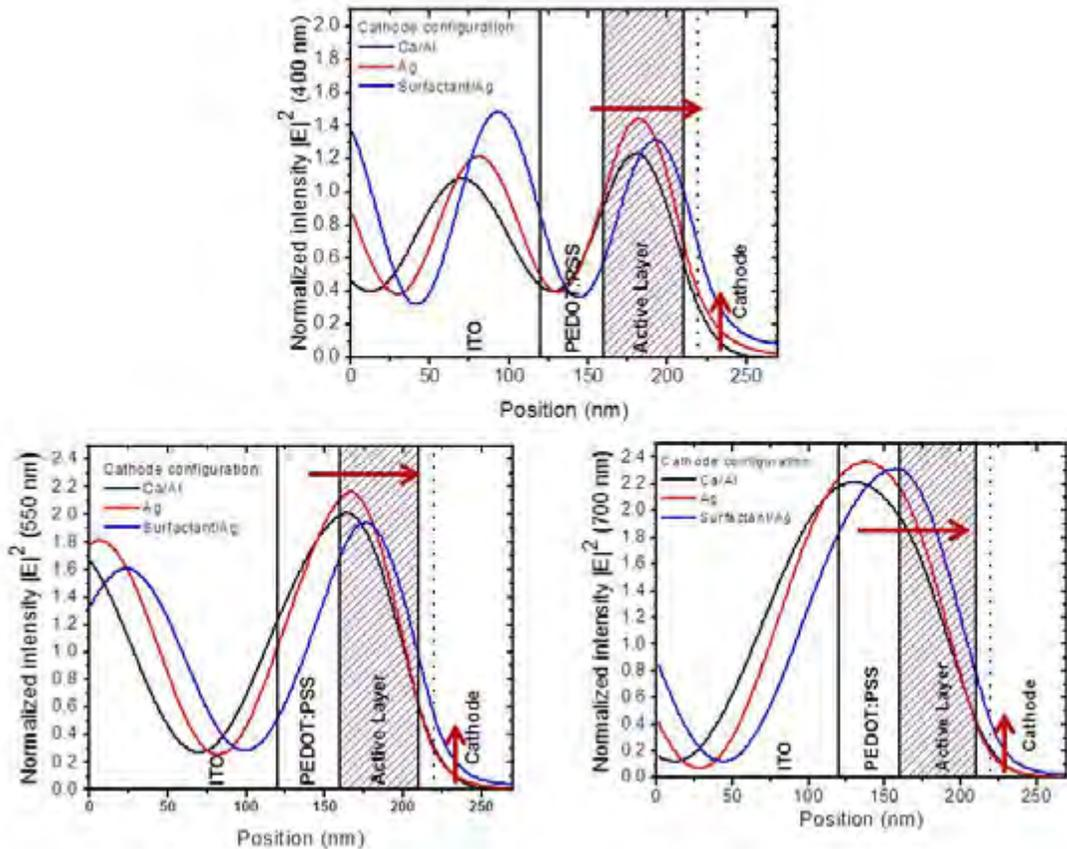 Normalized intensity |E|² (400 nm)
2.1
1.8
1.6
1.4
1.2
1.0
0.8
0.6
0.4
0.2
0.0
Cathode configuration:
Ca/Al
Ag
Surfactant/Ag
ITO
PEDOT:PSS
Active Layer
Cathode
0 50 100 150 200 250
Position (nm)
Normalized intensity |E|² (550 nm)
2.4
2.2
2.0
1.8
1.6
1.4
1.2
1.0
0.8
0.6
0.4
0.2
0.0
Cathode configuration:
Ca/Al
Ag
Surfactant/Ag
ITO
PEDOT:PSS
Active Layer
Cathode
0 50 100 150 200 250
Position (nm)
Normalized intensity |E|² (700 nm)
2.4
2.2
2.0
1.8
1.6
1.4
1.2
1.0
0.8
0.6
0.4
0.2
0.0
Cathode configuration:
Ca/Al
Ag
Surfactant/Ag
ITO
PEDOT:PSS
Active Layer
Cathode
0 50 100 150 200 250
Position (nm)